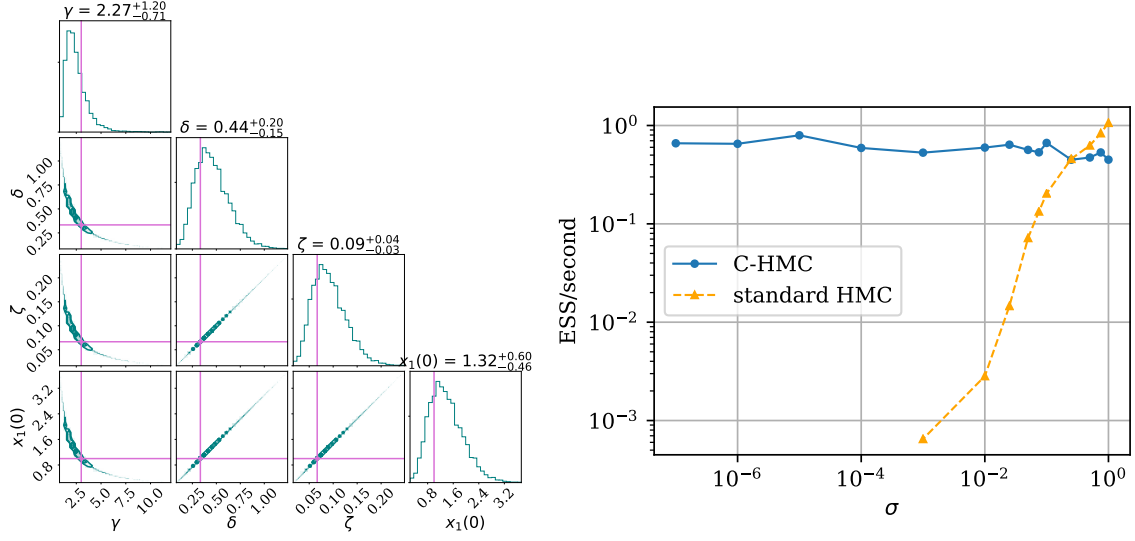 γ = 2.27+1.20−0.71
δ = 0.44+0.20−0.15
δ
1.00
0.75
0.50
0.25
ζ = 0.09+0.04−0.03
ζ
0.20
0.15
0.10
0.05
x1(0) = 1.32+0.60−0.46
x1(0)
3.2
2.4
1.6
0.8
2.5 5.0 7.5 10.0
0.25 0.50 0.75 1.00
0.05 0.10 0.15 0.20
0.8 1.6 2.4 3.2
γ δ ζ x1(0)
ESS/second
10^0
10^−1
10^−2
10^−3
C-HMC
standard HMC
10^−6 10^−4 10^−2 10^0
σ